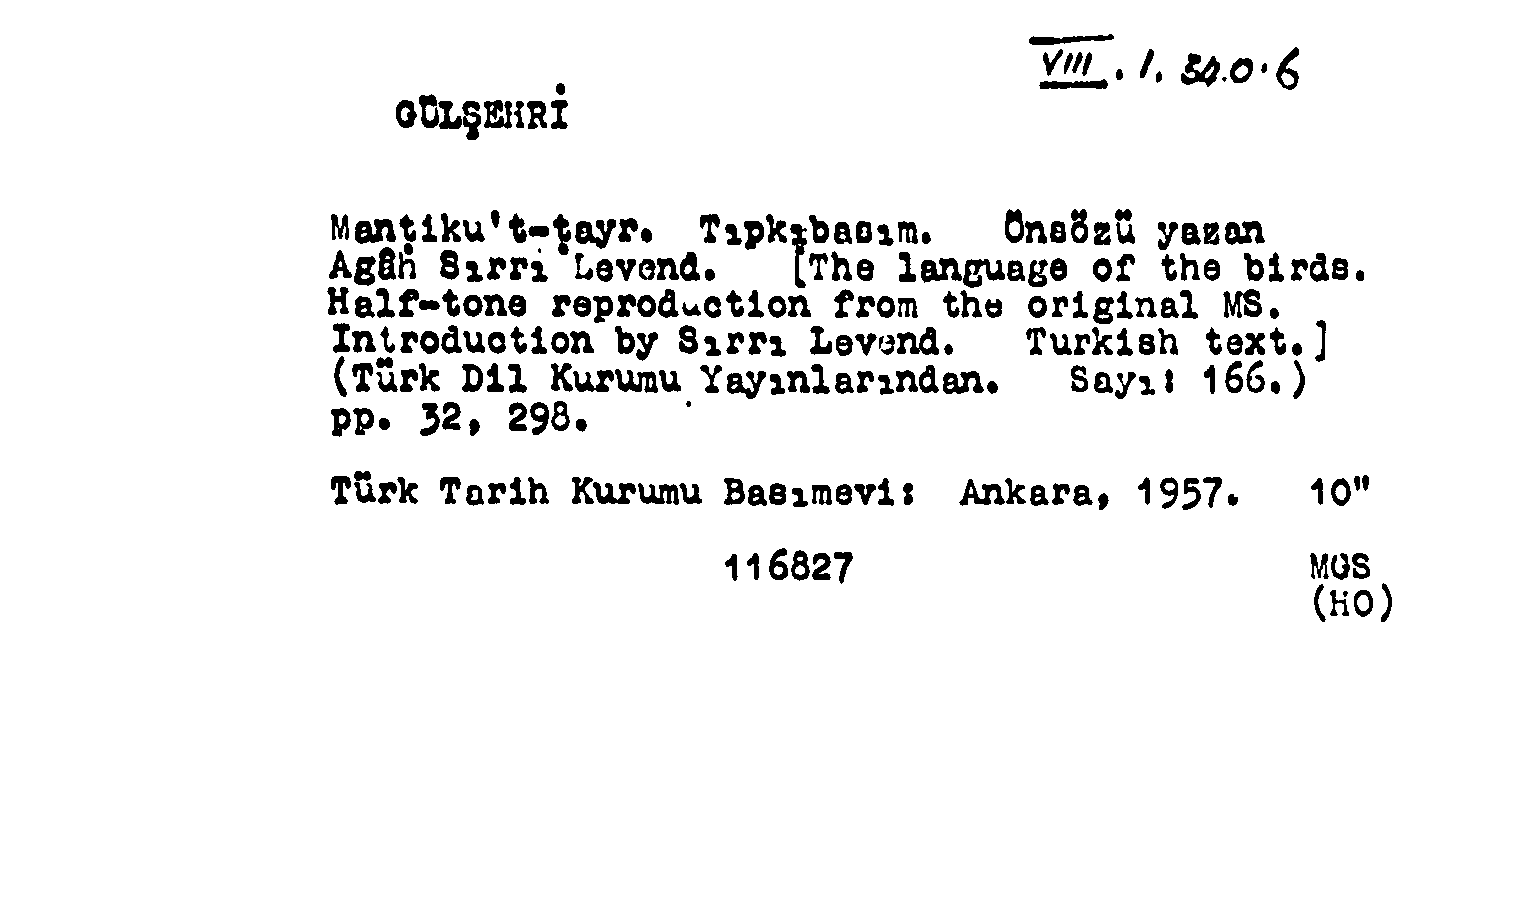 VIII.1.34.0.6
GÜLŞEHRİ
Manṭiku't-ṭayr. Tıpkıbasım. Önsözü yazan
Agâh Sırrı Levend. [The language of the birds.
Half-tone reproduction from the original MS.
Introduction by Sırrı Levend. Turkish text.]
(Türk Dil Kurumu Yayınlarından. Sayı: 166.)
pp. 32, 298.
Türk Tarih Kurumu Basımevi: Ankara, 1957. 10"
116827 MGS
(HO)